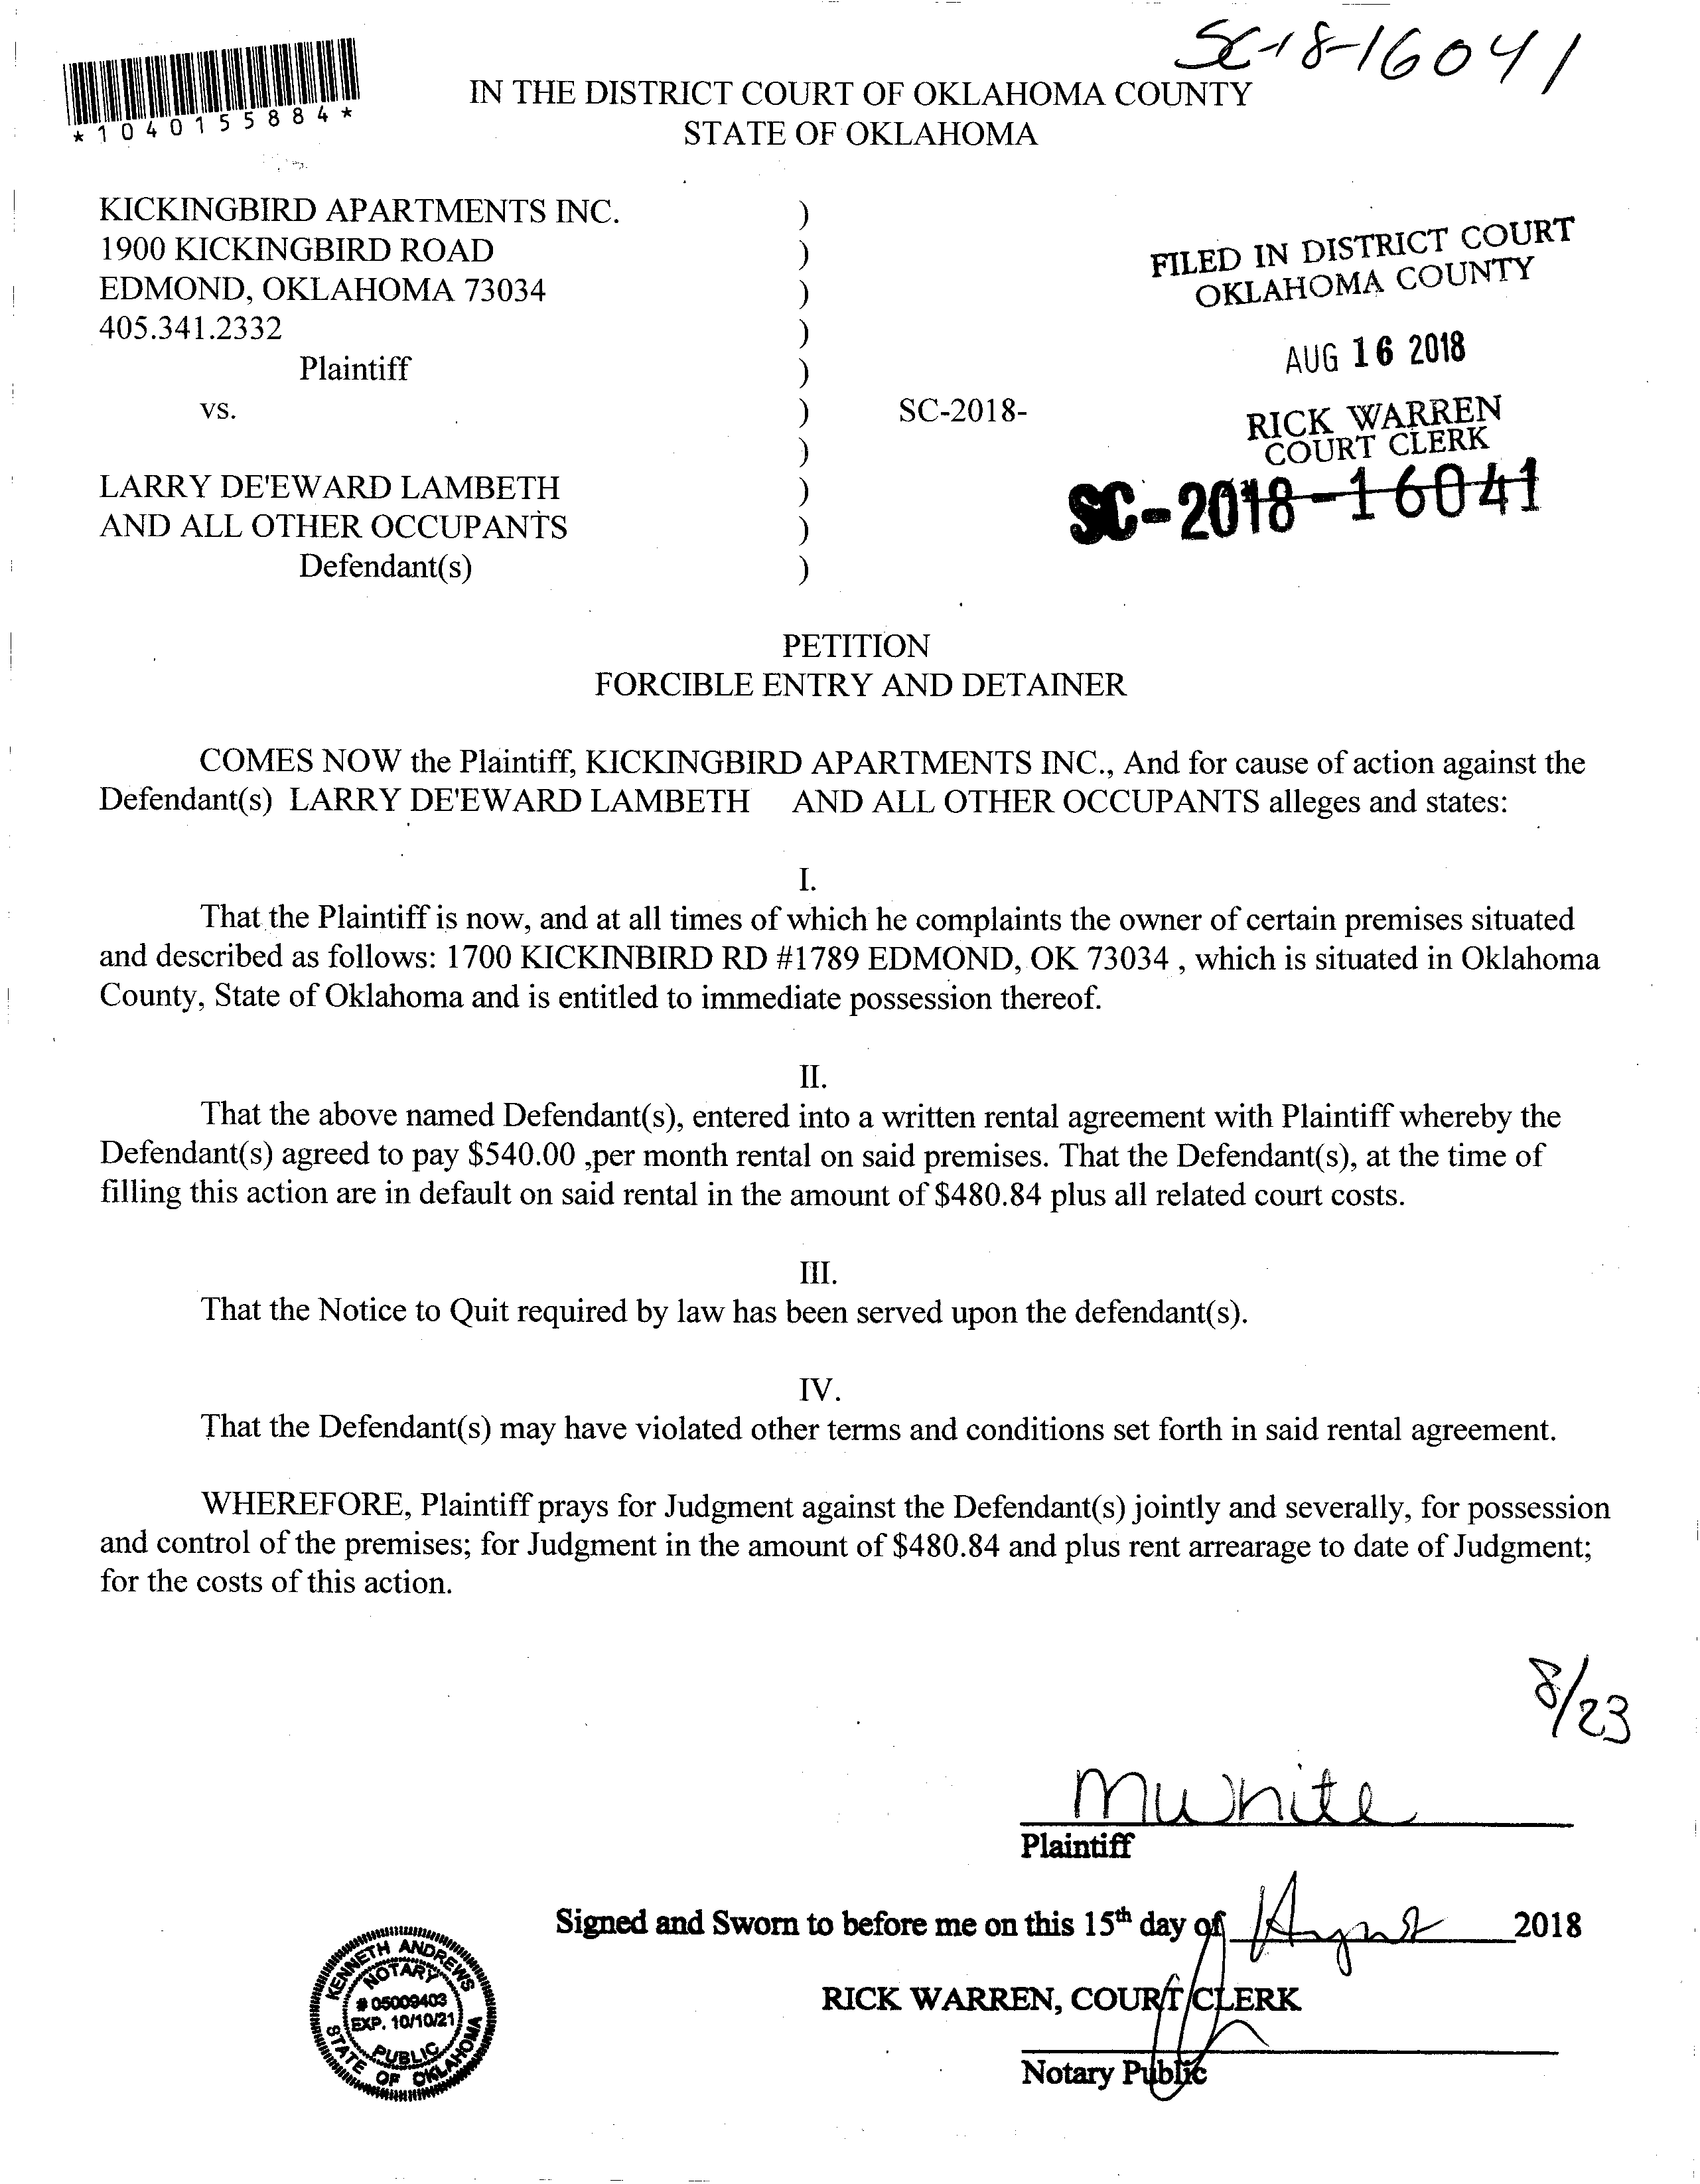 SC-18-16041
*1040155884*
IN THE DISTRICT COURT OF OKLAHOMA COUNTY
STATE OF OKLAHOMA
KICKINGBIRD APARTMENTS INC. )
1900 KICKINGBIRD ROAD )
EDMOND, OKLAHOMA 73034 )
405.341.2332 )
Plaintiff )
vs. ) SC-2018-
)
LARRY DE'EWARD LAMBETH )
AND ALL OTHER OCCUPANTS )
Defendant(s) )
FILED IN DISTRICT COURT
OKLAHOMA COUNTY
AUG 16 2018
RICK WARREN
COURT CLERK
SC-2018-16041
PETITION
FORCIBLE ENTRY AND DETAINER
COMES NOW the Plaintiff, KICKINGBIRD APARTMENTS INC., And for cause of action against the
Defendant(s) LARRY DE'EWARD LAMBETH AND ALL OTHER OCCUPANTS alleges and states:
I.
That the Plaintiff is now, and at all times of which he complaints the owner of certain premises situated
and described as follows: 1700 KICKINBIRD RD #1789 EDMOND, OK 73034 , which is situated in Oklahoma
County, State of Oklahoma and is entitled to immediate possession thereof.
II.
That the above named Defendant(s), entered into a written rental agreement with Plaintiff whereby the
Defendant(s) agreed to pay $540.00 ,per month rental on said premises. That the Defendant(s), at the time of
filling this action are in default on said rental in the amount of $480.84 plus all related court costs.
III.
That the Notice to Quit required by law has been served upon the defendant(s).
IV.
That the Defendant(s) may have violated other terms and conditions set forth in said rental agreement.
WHEREFORE, Plaintiff prays for Judgment against the Defendant(s) jointly and severally, for possession
and control of the premises; for Judgment in the amount of $480.84 and plus rent arrearage to date of Judgment;
for the costs of this action.
8/23
MWhite
Plaintiff
Signed and Sworn to before me on this 15th day of August 2018
RICK WARREN, COURT CLERK
Notary Public
KENNETH ANDREWS
NOTARY
# 05009403
EXP. 10/10/21
PUBLIC
STATE OF OKLAHOMA